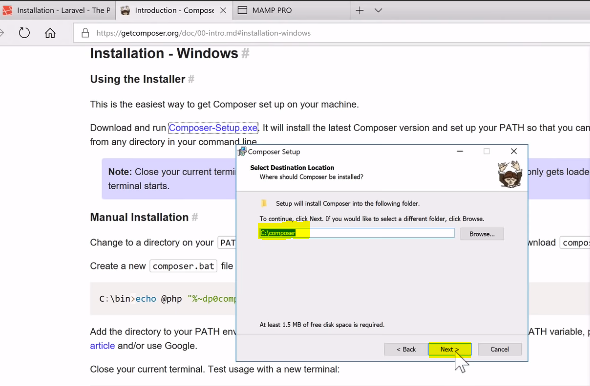 Installation - Laravel - The P
Introduction - Compose
MAMP PRO
https://getcomposer.org/doc/00-intro.md#installation-windows
Installation - Windows #
Using the Installer #
This is the easiest way to get Composer set up on your machine.
Download and run Composer-Setup.exe. It will install the latest Composer version and set up your PATH so that you can
from any directory in your command line.
Note: Close your current termi
only gets loade
terminal starts.
Manual Installation #
Change to a directory on your PAT
wnload compos
Create a new composer.bat file
C:\bin>echo @php "%~dp0comp
Add the directory to your PATH env
ATH variable, p
article and/or use Google.
Close your current terminal. Test usage with a new terminal:
Composer Setup
Select Destination Location
Where should Composer be installed?
Setup will install Composer into the following folder.
To continue, click Next. If you would like to select a different folder, click Browse.
C:\composer
Browse...
At least 1.5 MB of free disk space is required.
< Back
Next >
Cancel